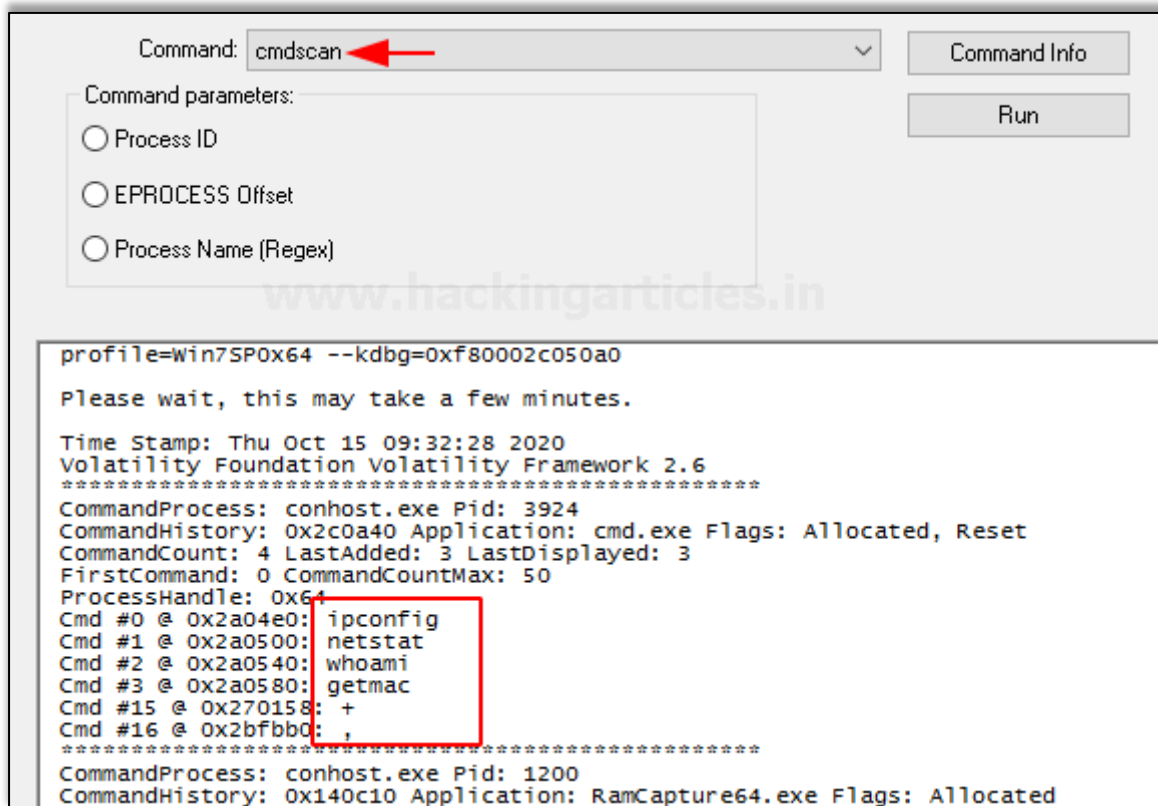 Command: cmdscan
Command Info
Command parameters:
Run
Process ID
EPROCESS Offset
Process Name (Regex)
www.hackingarticles.in
profile=Win7SP0x64 --kdbg=0xf80002c050a0
Please wait, this may take a few minutes.
Time Stamp: Thu Oct 15 09:32:28 2020
Volatility Foundation Volatility Framework 2.6
**************************************************
CommandProcess: conhost.exe Pid: 3924
CommandHistory: 0x2c0a40 Application: cmd.exe Flags: Allocated, Reset
CommandCount: 4 LastAdded: 3 LastDisplayed: 3
FirstCommand: 0 CommandCountMax: 50
ProcessHandle: 0x64
Cmd #0 @ 0x2a04e0: ipconfig
Cmd #1 @ 0x2a0500: netstat
Cmd #2 @ 0x2a0540: whoami
Cmd #3 @ 0x2a0580: getmac
Cmd #15 @ 0x270158: +
Cmd #16 @ 0x2bfbb0: ,
**************************************************
CommandProcess: conhost.exe Pid: 1200
CommandHistory: 0x140c10 Application: RamCapture64.exe Flags: Allocated